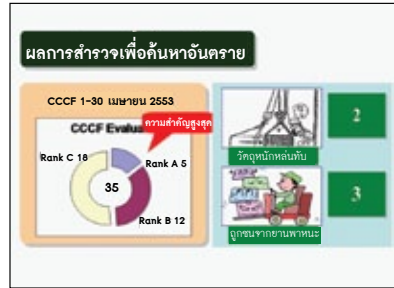 ผลการสำรวจเพื่อค้นหาอันตราย
CCCF 1-30 เมษายน 2553
CCCF Evalua
ความสำคัญสูงสุด
Rank C 18
Rank A 5
35
Rank B 12
2
วัตถุหนักหล่นทับ
3
ถูกชนจากยานพาหนะ